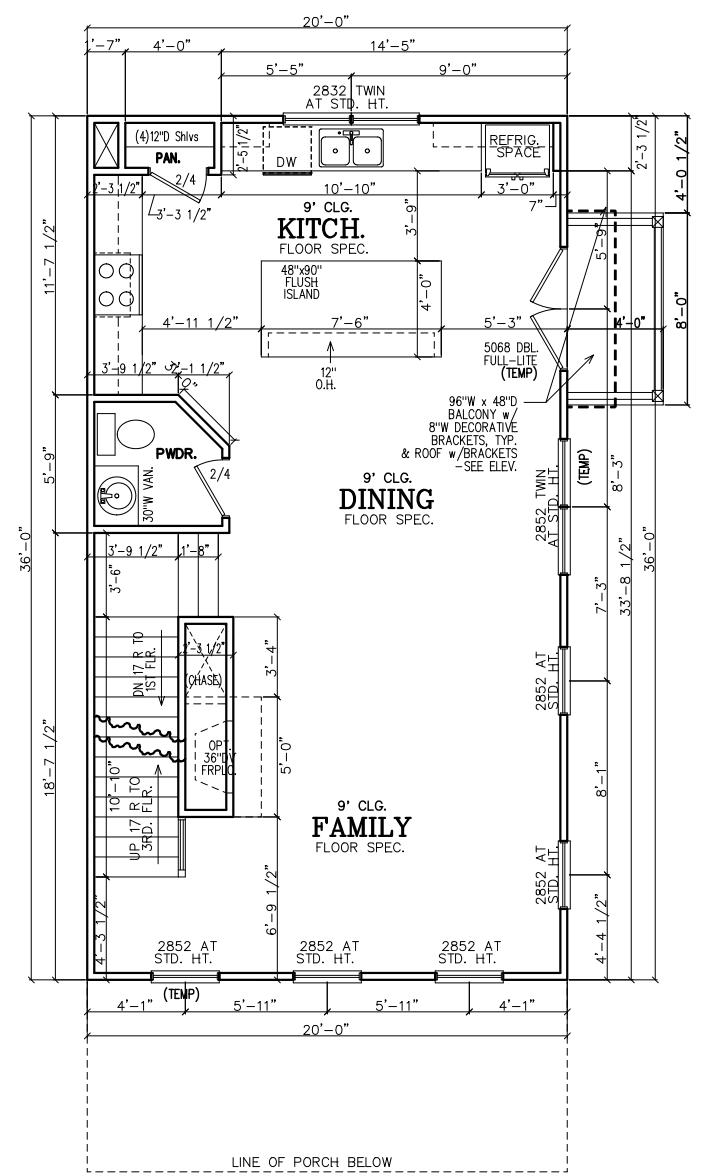 20'-0"
1'-7"
4'-0"
14'-5"
5'-5"
9'-0"
2832 TWIN
AT STD. HT.
(4)12"D Shlvs
PAN.
2/4
2'-5 1/2"
DW
REFRIG.
SPACE
2'-3 1/2"
4'-0 1/2"
2'-3 1/2"
3'-3 1/2"
10'-10"
3'-0"
7"
9' CLG.
KITCH.
FLOOR SPEC.
3'-9"
5'-9"
11'-7 1/2"
48"x90"
FLUSH
ISLAND
4'-0"
8'-0"
4'-11 1/2"
7'-6"
5'-3"
4'-0"
12"
O.H.
5068 DBL.
FULL-LITE
(TEMP)
3'-9 1/2"
3'-0"
96"W x 48"D
BALCONY w/
8"W DECORATIVE
BRACKETS, TYP.
& ROOF w/BRACKETS
-SEE ELEV.
5'-9"
PWDR.
2/4
30"W VAN.
9' CLG.
DINING
FLOOR SPEC.
2852 TWIN
AT STD. HT.
(TEMP)
8'-3"
36'-0"
33'-8 1/2"
36'-0"
3'-9 1/2"
1'-8"
3'-6"
7'-3"
DN 17 R TO
1ST FLR.
2'-3 1/2"
(CHASE)
3'-4"
2852 AT
STD. HT.
18'-7 1/2"
OPT.
36"DV
FRPLC.
5'-0"
10'-10"
UP 17 R TO
3RD. FLR.
8'-1"
9' CLG.
FAMILY
FLOOR SPEC.
2852 AT
STD. HT.
6'-9 1/2"
4'-3 1/2"
4'-4 1/2"
2852 AT
STD. HT.
2852 AT
STD. HT.
2852 AT
STD. HT.
(TEMP)
4'-1"
5'-11"
5'-11"
4'-1"
20'-0"
LINE OF PORCH BELOW